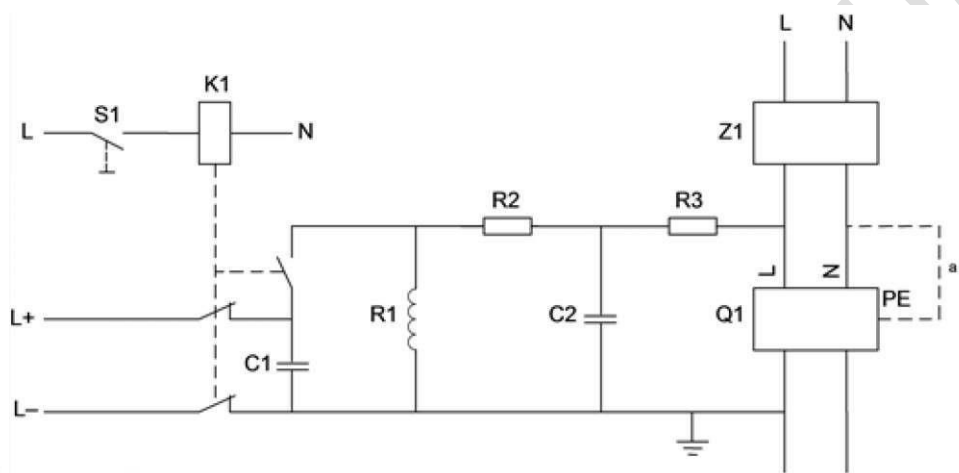 L N
K1
S1
L N
Z1
R2 R3
L N
a
L+ R1 C2 Q1 PE
C1
L–